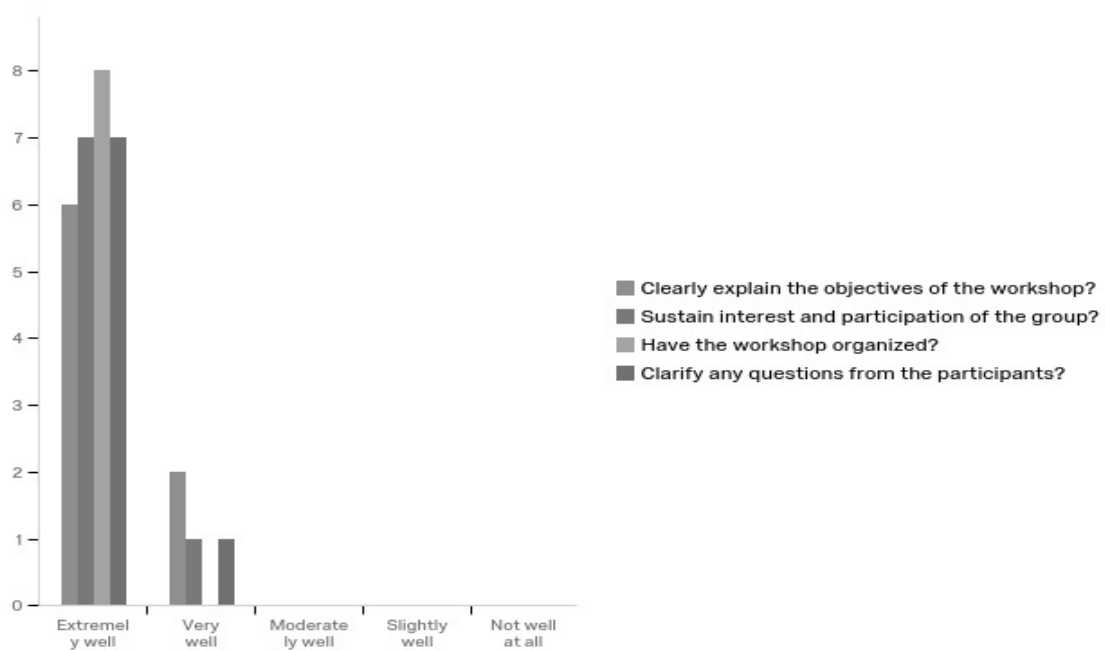 8
7
6
5
4
3
2
1
0
Extremel
y well
Very
well
Moderate
ly well
Slightly
well
Not well
at all
Clearly explain the objectives of the workshop?
Sustain interest and participation of the group?
Have the workshop organized?
Clarify any questions from the participants?